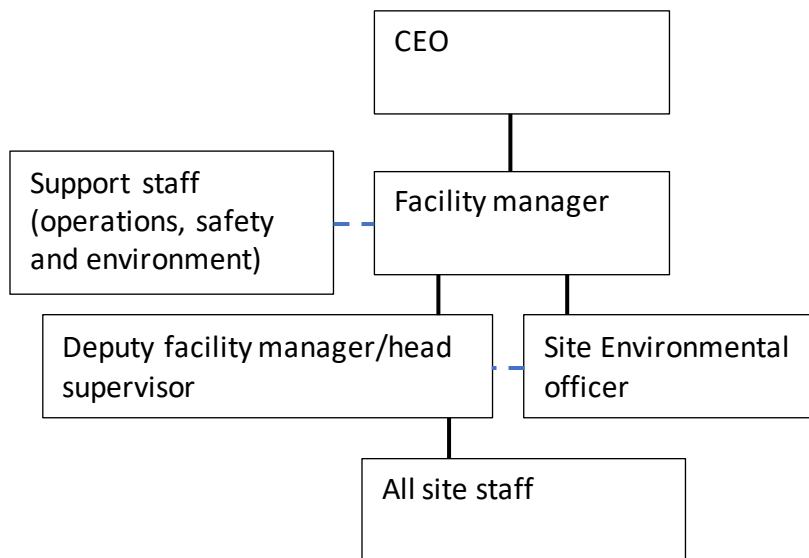 CEO
Support staff
(operations, safety
and environment)
Facility manager
Deputy facility manager/head
supervisor
Site Environmental
officer
All site staff